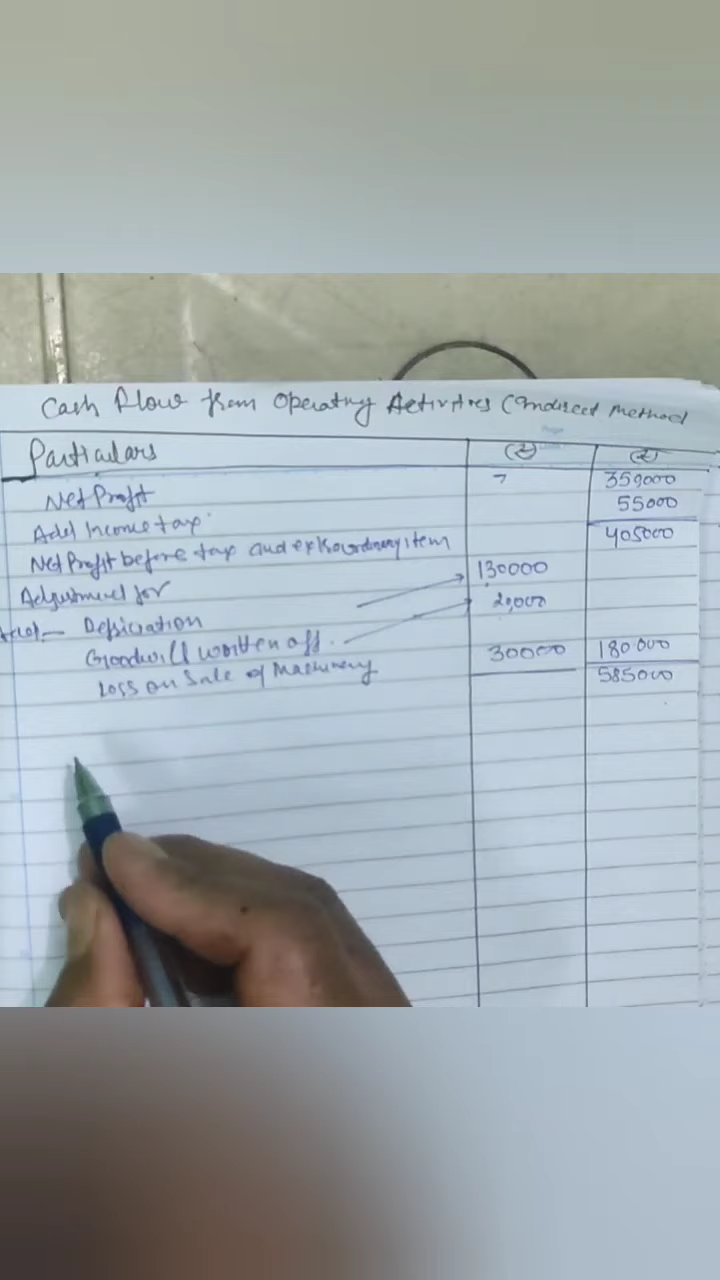 Cash Flow from Operating Activities (Indirect Method
Particulars (₹) (₹)
Net Profit 350000
Add Income tax 55000
Net Profit before tax and extraordinary item 405000
Adjustment for
Add:- Depriciation 130000
Goodwill written off. 20,000
Loss on Sale of Machinery 30000 180000
585000